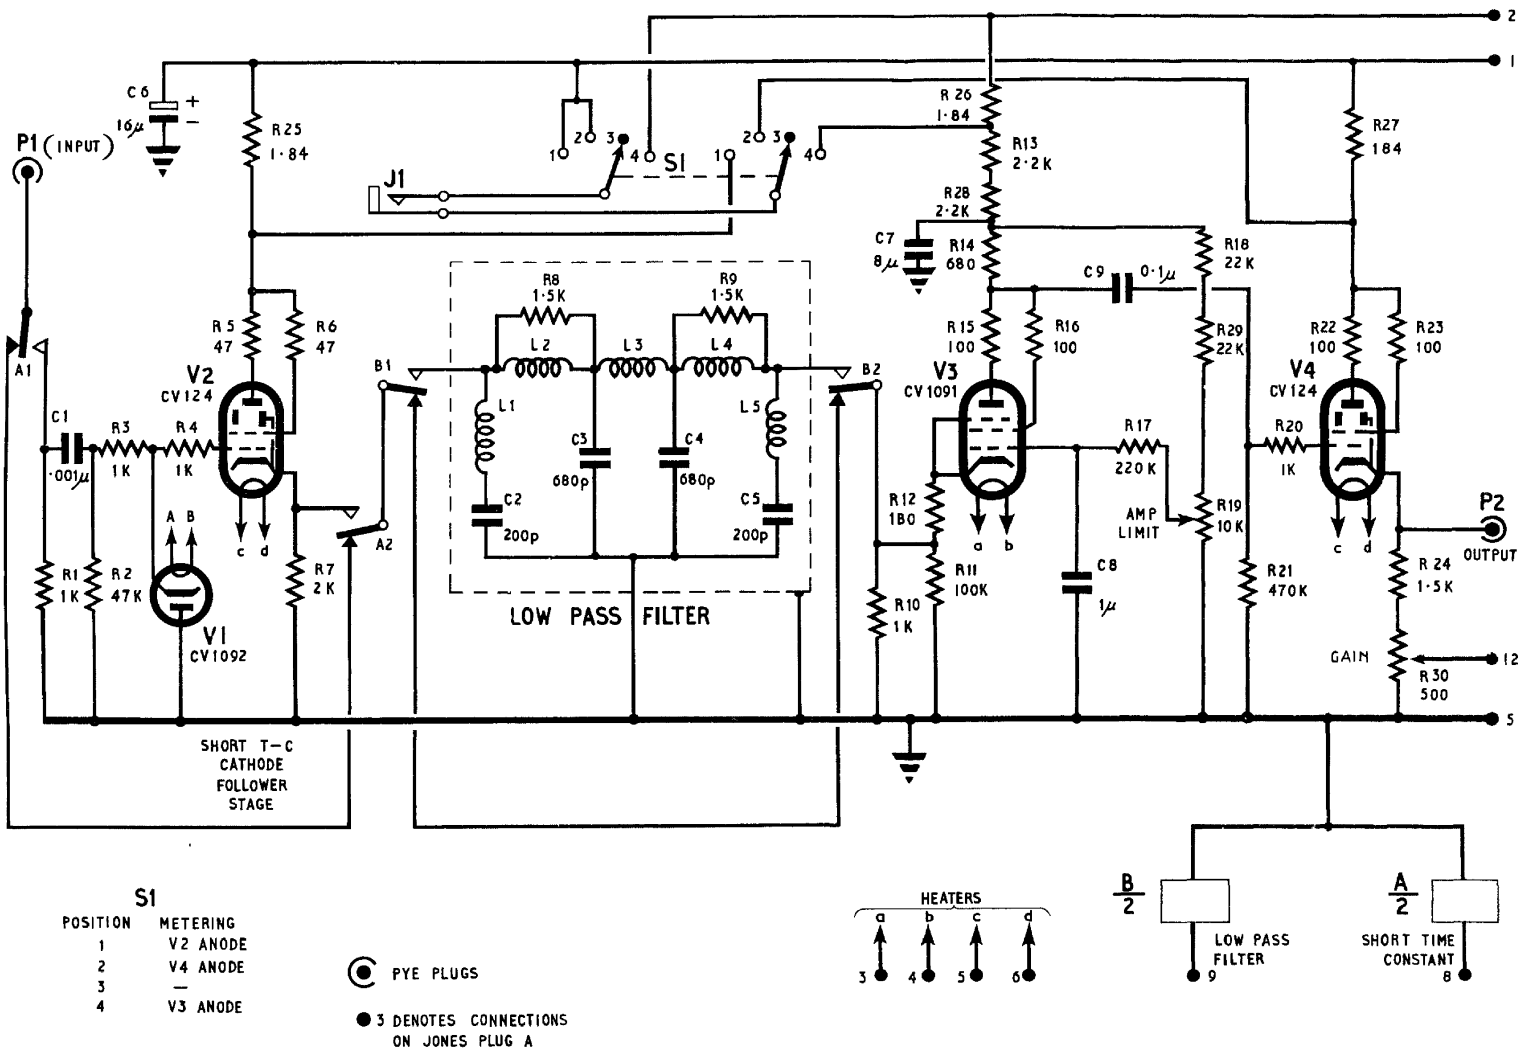 2
1
C6
16µ
+
−
P1 (INPUT)
R25
1·84
1
2
3
4
S1
1
2
3
4
J1
R26
1.84
R13
2·2K
R28
2·2K
R27
184
C7
8µ
R14
680
C9
0·1µ
R18
22K
A1
R5
47
R6
47
V2
CV124
B1
R8
1·5K
R9
1·5K
L2
L3
L4
L1
L5
B2
R15
100
R16
100
V3
CV1091
R29
22K
R22
100
R23
100
V4
CV124
C1
·001µ
R3
1K
R4
1K
C3
680p
C4
680p
C2
200p
C5
200p
R17
220K
R20
1K
R12
180
AMP
LIMIT
R19
10K
P2
OUTPUT
A B
c d
A2
a b
c d
R1
1K
R2
47K
R7
2K
V1
CV1092
LOW PASS FILTER
R10
1K
R11
100K
C8
1µ
R21
470K
R24
1·5K
GAIN
R30
500
12
5
SHORT T–C
CATHODE
FOLLOWER
STAGE
S1
POSITION METERING
1 V2 ANODE
2 V4 ANODE
3 —
4 V3 ANODE
PYE PLUGS
3 DENOTES CONNECTIONS
ON JONES PLUG A
HEATERS
a b c d
3 4 5 6
B
2
LOW PASS
FILTER
9
A
2
SHORT TIME
CONSTANT
8